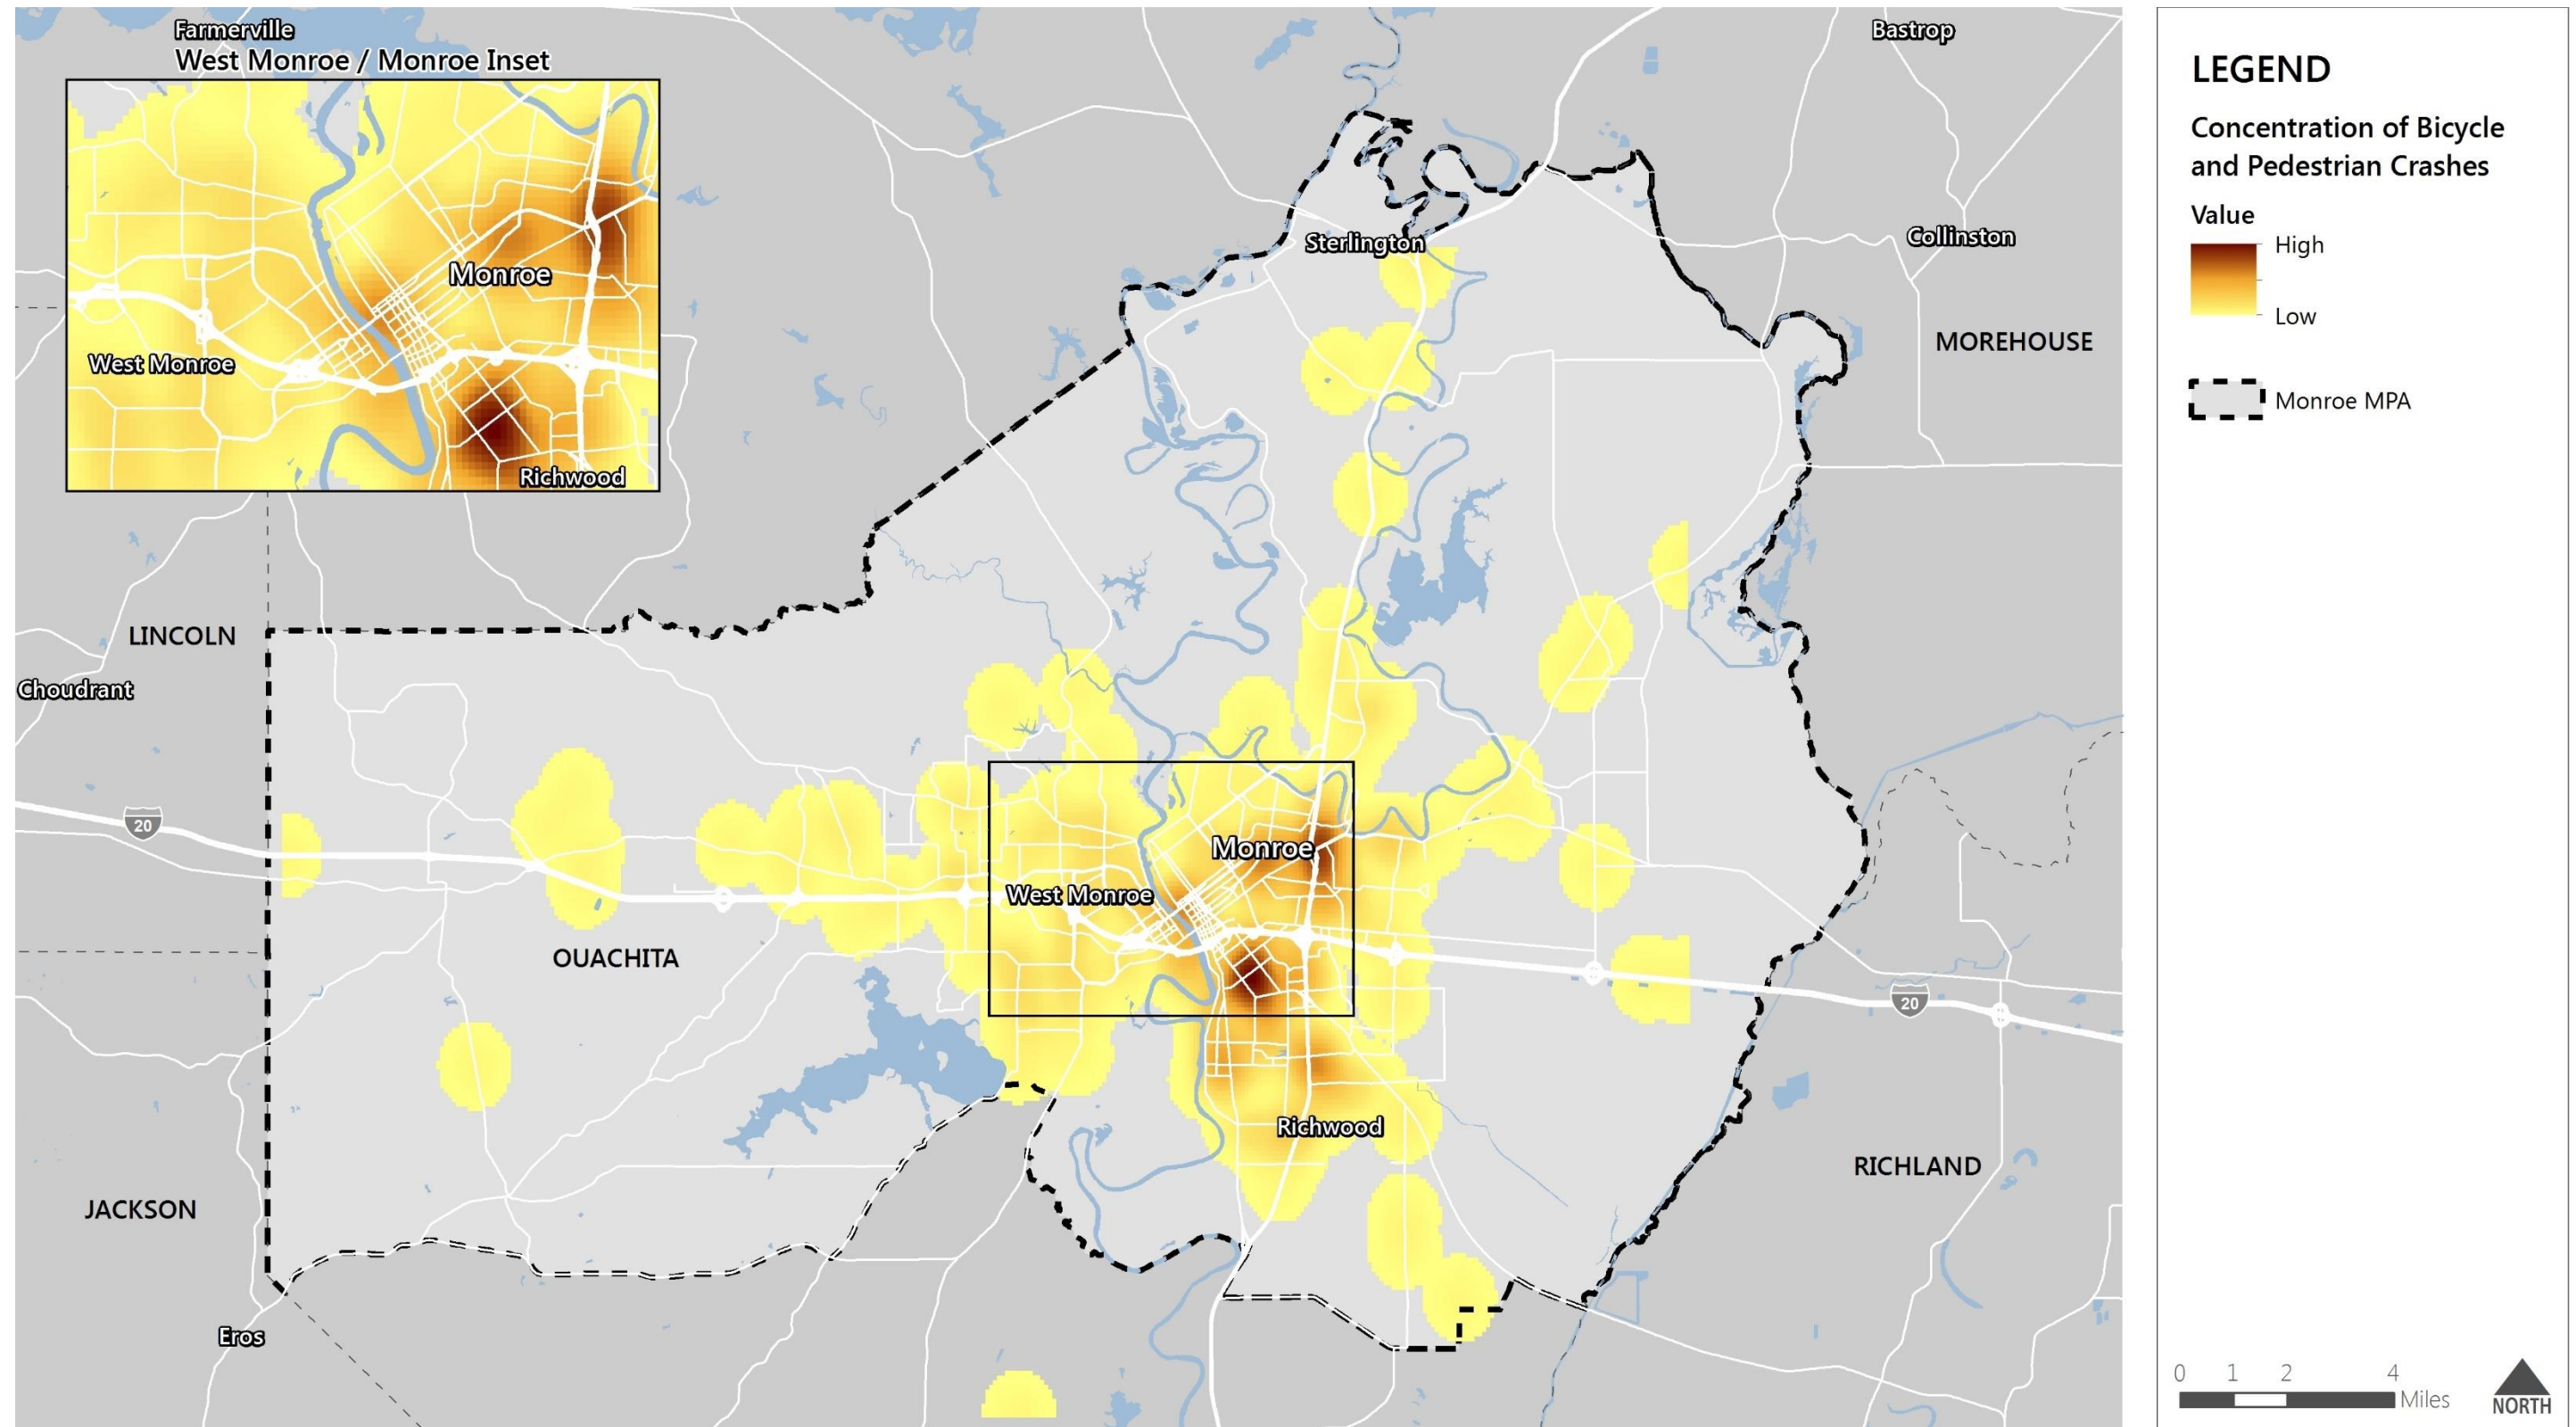 Farmerville
West Monroe / Monroe Inset
Monroe
West Monroe
Richwood
Bastrop
Sterlington
Collinston
MOREHOUSE
LINCOLN
Choudrant
20
Monroe
West Monroe
OUACHITA
20
Richwood
RICHLAND
JACKSON
Eros
LEGEND
Concentration of Bicycle
and Pedestrian Crashes
Value
High
Low
Monroe MPA
0 1 2 4
Miles
NORTH